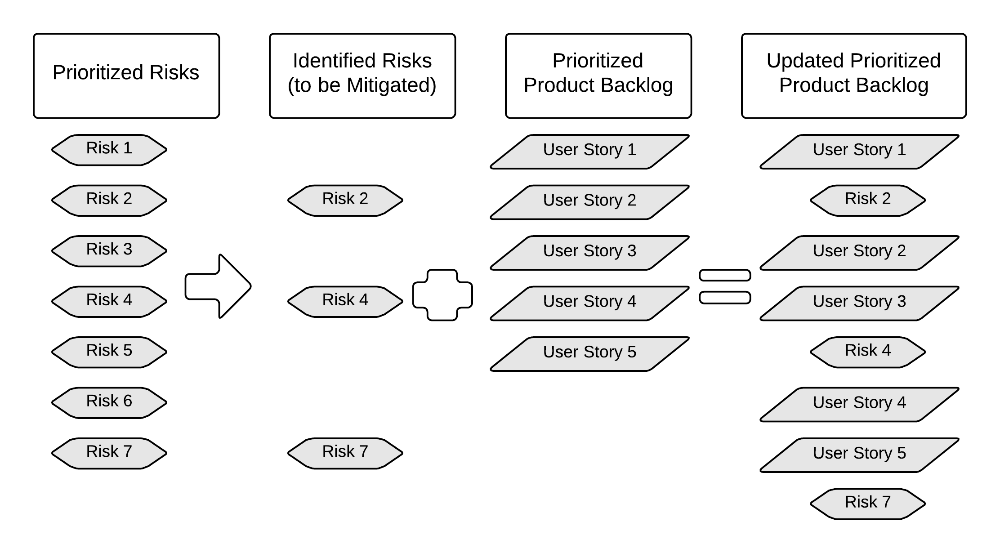 Prioritized Risks
Identified Risks
(to be Mitigated)
Prioritized
Product Backlog
Updated Prioritized
Product Backlog
Risk 1
Risk 2
Risk 3
Risk 4
Risk 5
Risk 6
Risk 7
Risk 2
Risk 4
Risk 7
User Story 1
User Story 2
User Story 3
User Story 4
User Story 5
User Story 1
Risk 2
User Story 2
User Story 3
Risk 4
User Story 4
User Story 5
Risk 7